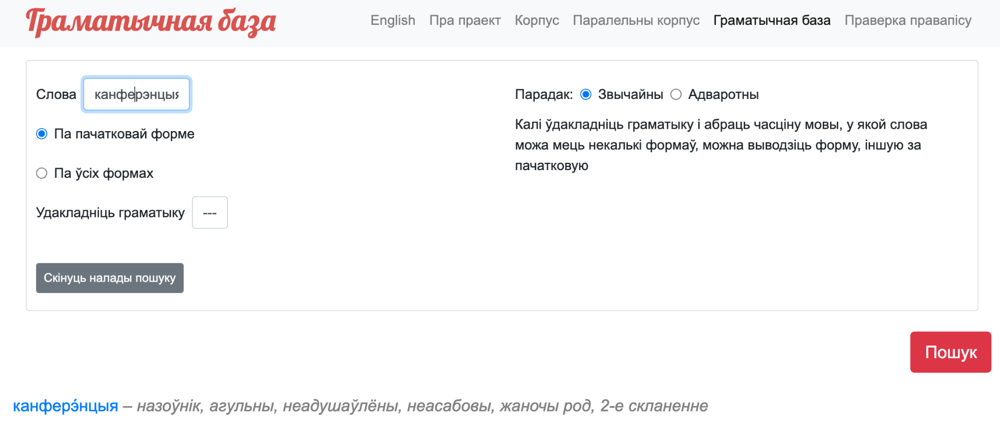 Граматычная база
English Пра праект Корпус Паралельны корпус Граматычная база Праверка правапісу
Слова канферэнцыя
Па пачатковай форме
Па ўсіх формах
Удакладніць граматыку ---
Скінуць налады пошуку
Парадак: Звычайны Адваротны
Калі ўдакладніць граматыку і абраць часціну мовы, у якой слова
можа мець некалькі формаў, можна выводзіць форму, іншую за
пачатковую
Пошук
канферэ́нцыя – назоўнік, агульны, неадушаўлёны, неасабовы, жаночы род, 2-е скланенне